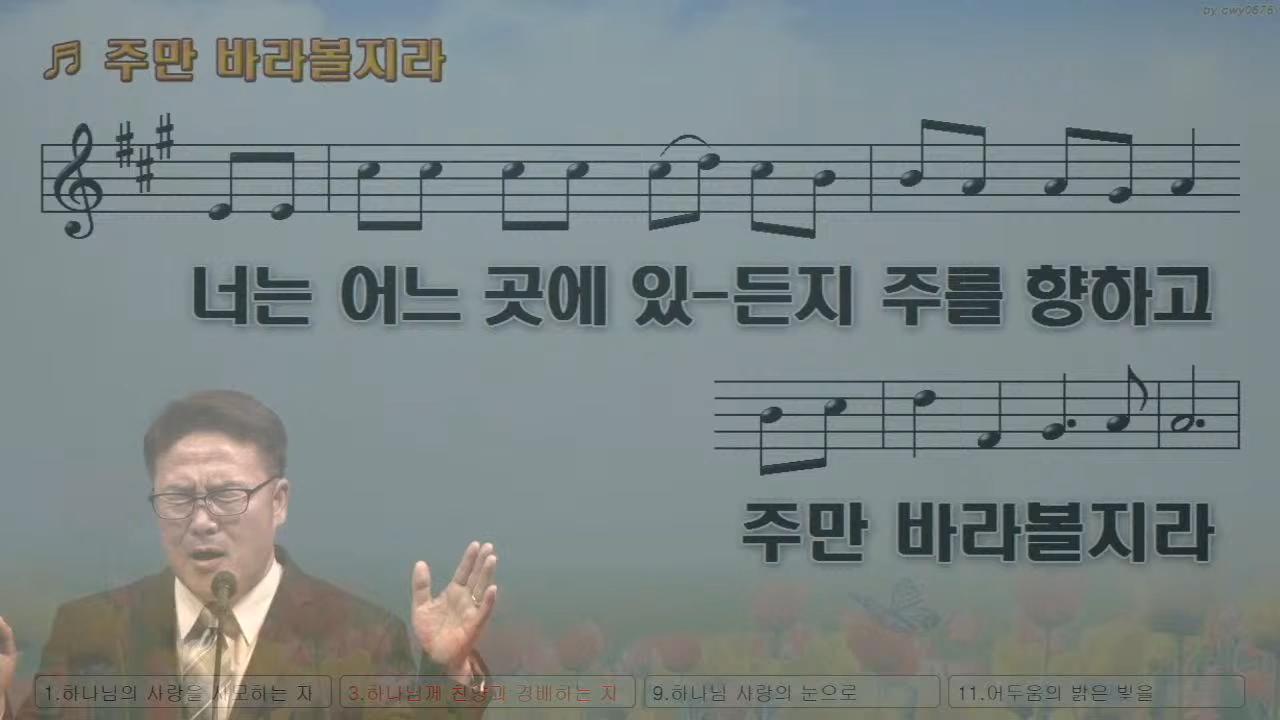 by cwy0676
♬ 주만 바라볼지라
너는 어느 곳에 있-든지 주를 향하고
주만 바라볼지라
1.하나님의 사랑을 사모하는 자
3.하나님께 찬양과 경배하는 자
9.하나님 사랑의 눈으로
11.어두움의 밝은 빛을